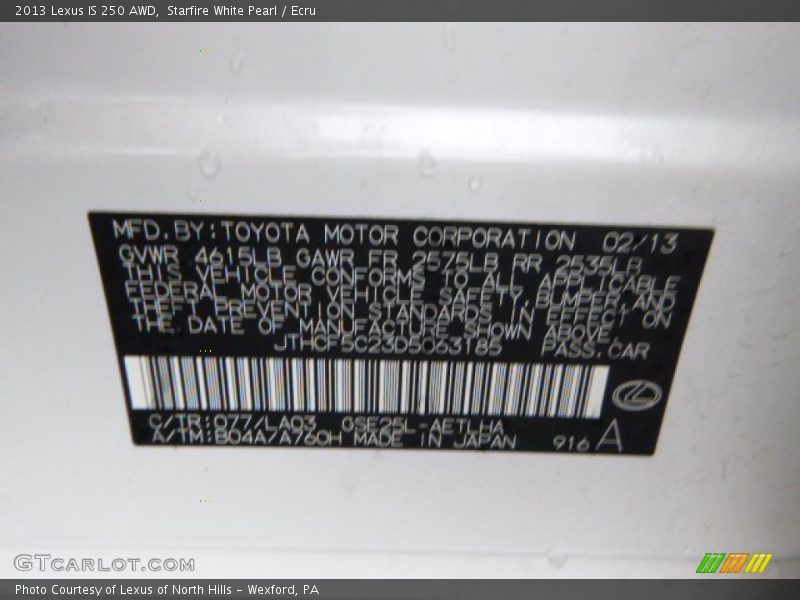 2013 Lexus IS 250 AWD, Starfire White Pearl / Ecru
MFD. BY: TOYOTA MOTOR CORPORATION 02/13
GVWR 4615LB GAWR FR 2575LB RR 2535LB
THIS VEHICLE CONFORMS TO ALL APPLICABLE
FEDERAL MOTOR VEHICLE SAFETY, BUMPER, AND
THEFT PREVENTION STANDARDS IN EFFECT ON
THE DATE OF MANUFACTURE SHOWN ABOVE.
JTHCF5C23D5063185 PASS. CAR
C/TR: 077/LA03 GSE25L-AETLHA
A/TM: B04A/A760H MADE IN JAPAN 916 A
GTCARLOT.COM
Photo Courtesy of Lexus of North Hills - Wexford, PA